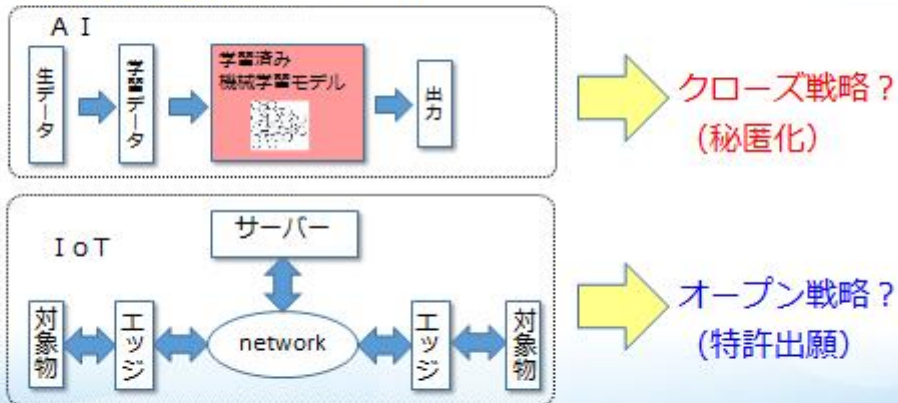 AI
生データ
学習データ
学習済み
機械学習モデル
出力
クローズ戦略？
(秘匿化)
IoT
サーバー
対象物
エッジ
network
エッジ
対象物
オープン戦略？
(特許出願)